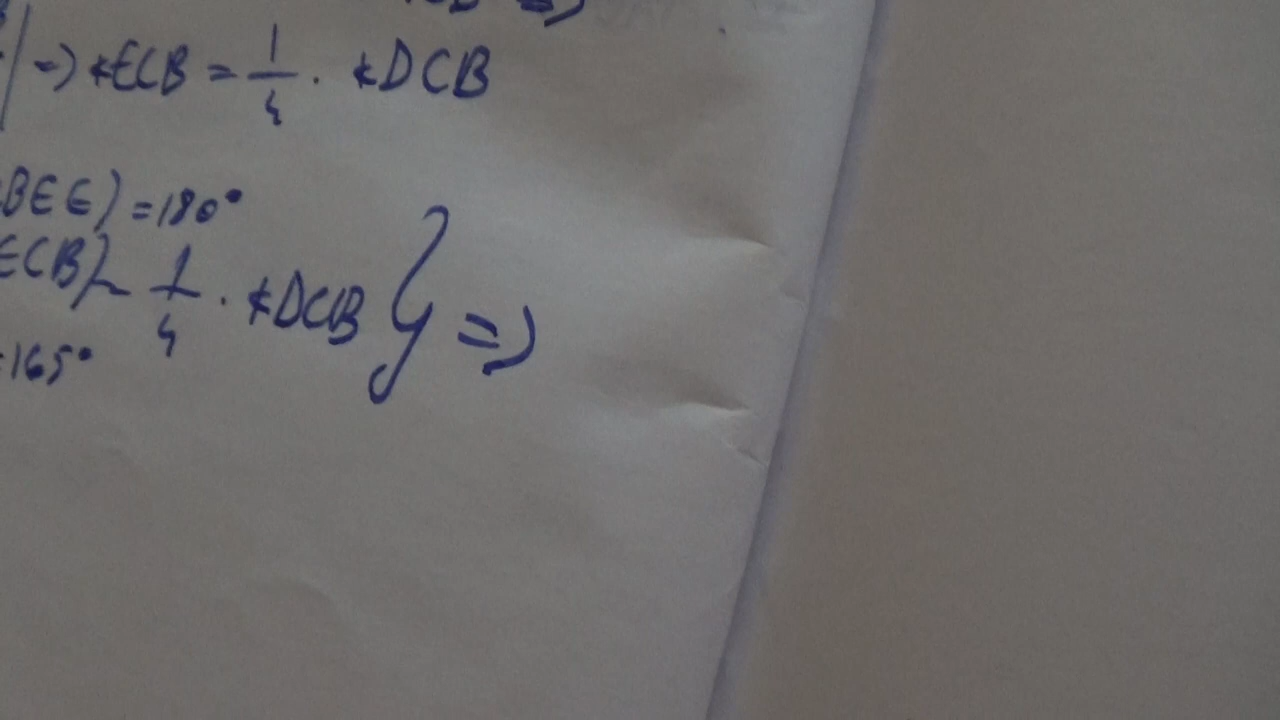 => ∢ECB = 1/4 · ∢DCB
BEC) = 180°
ECB) = 1/4 · ∢DCB } =>
=165°